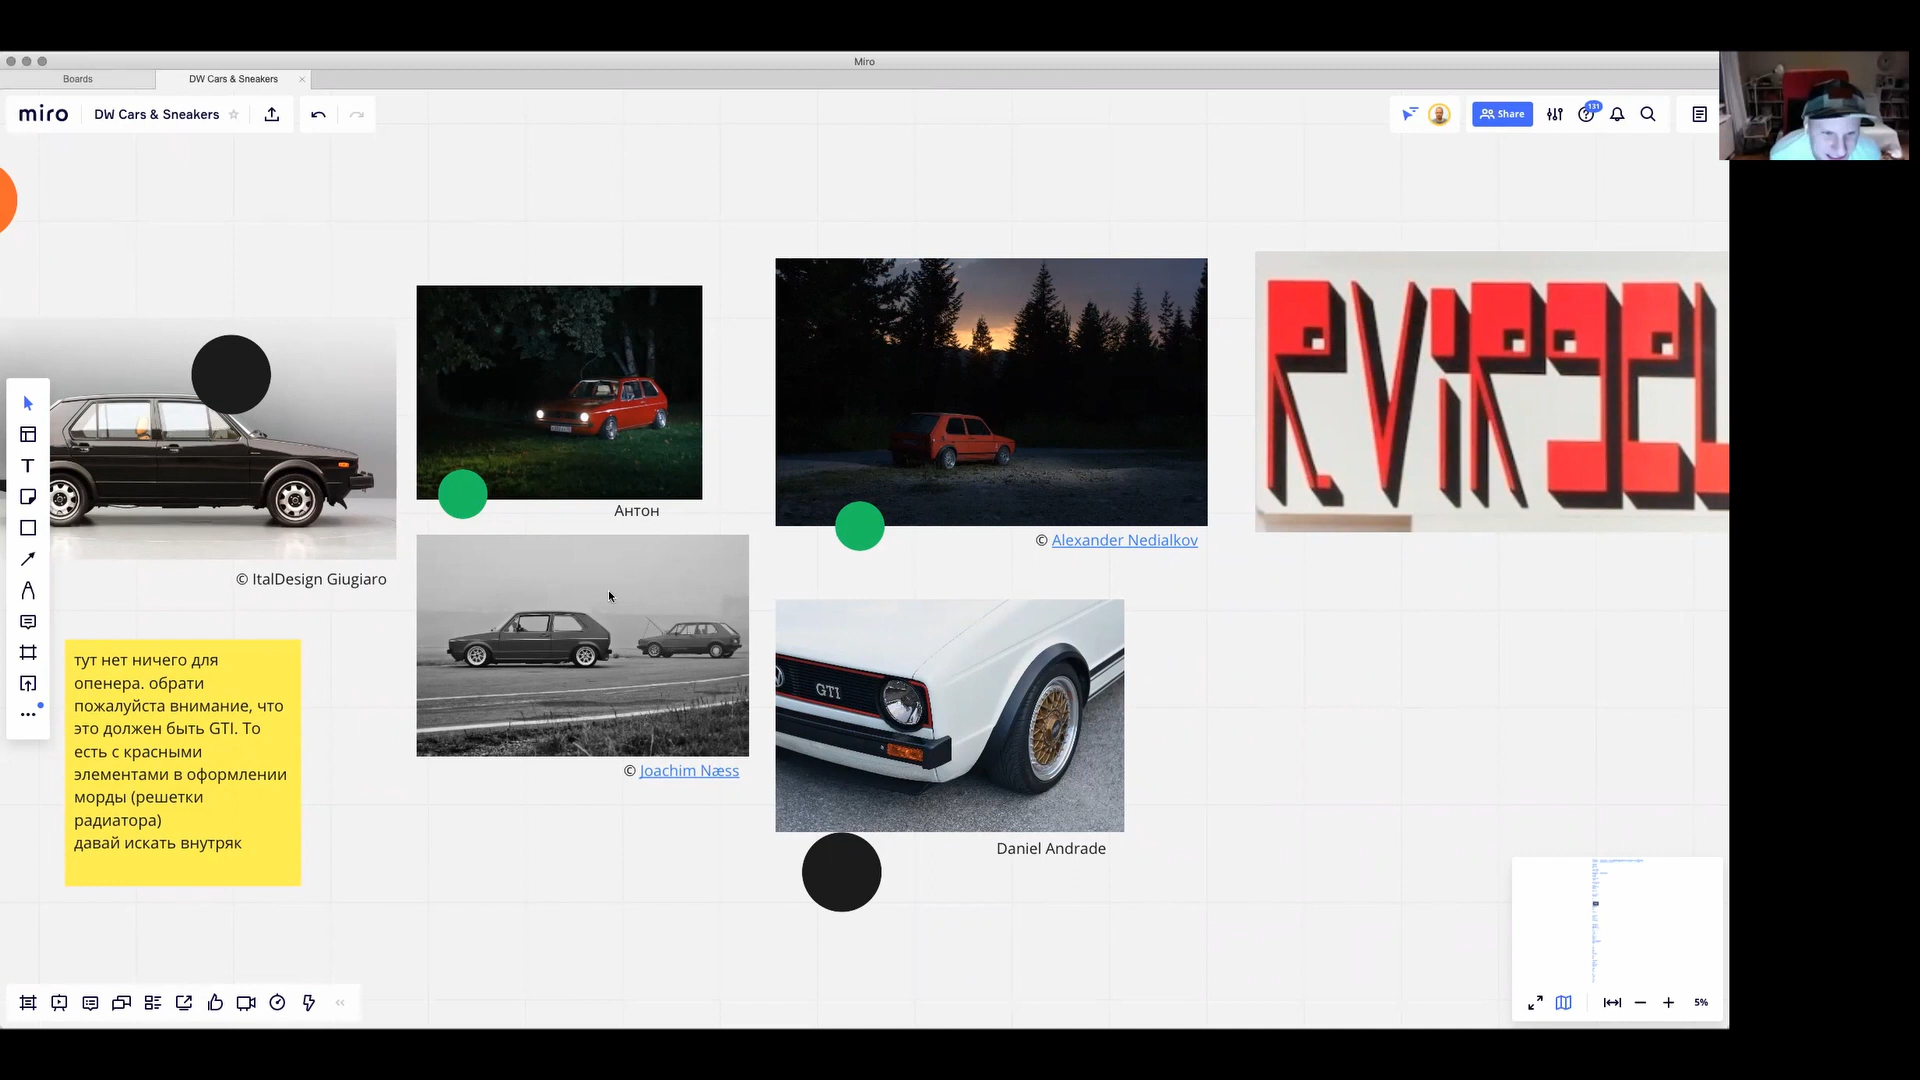 Miro
Boards
DW Cars & Sneakers
miro
DW Cars & Sneakers
Share
131
Антон
© Alexander Nedialkov
© ItalDesign Giugiaro
GTI
© Joachim Næss
Daniel Andrade
тут нет ничего для
опенера. обрати
пожалуйста внимание, что
это должен быть GTI. То
есть с красными
элементами в оформлении
морды (решетки
радиатора)
давай искать внутряк
5%